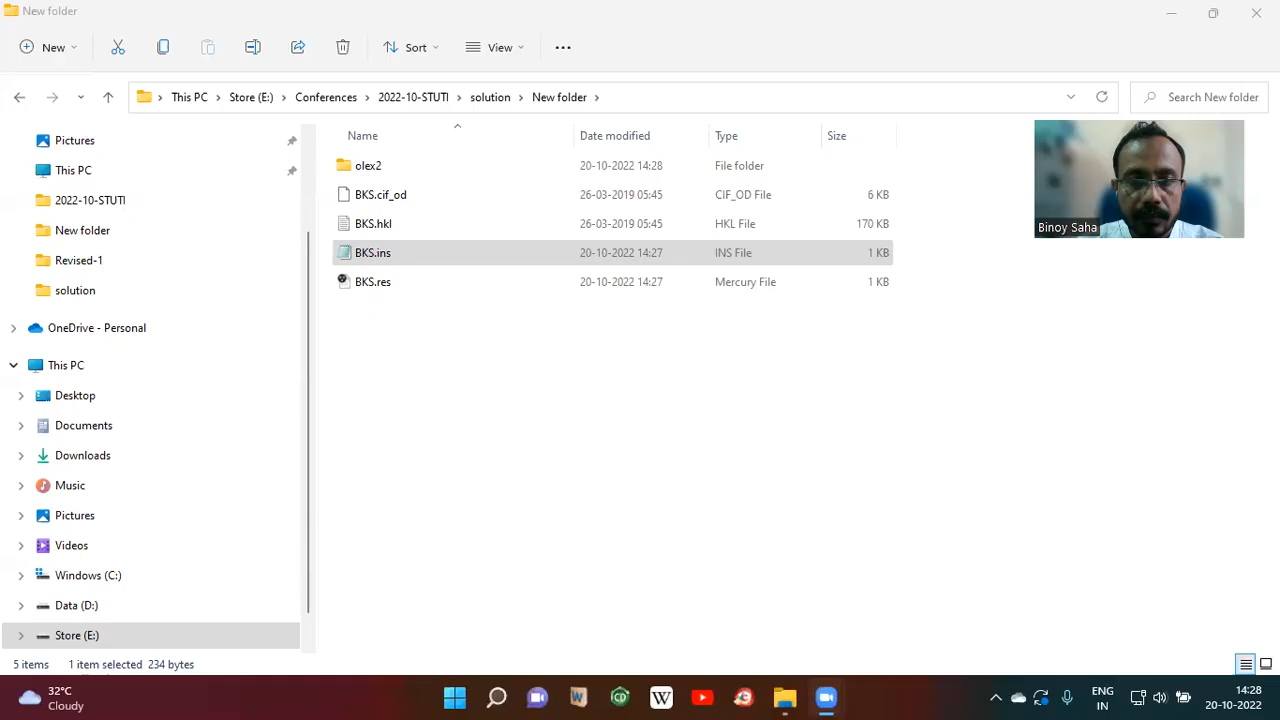 New folder
New
Sort
View
This PC
Store (E:)
Conferences
2022-10-STUTI
solution
New folder
Search New folder
Name
Date modified
Type
Size
olex2
20-10-2022 14:28
File folder
BKS.cif_od
26-03-2019 05:45
CIF_OD File
6 KB
BKS.hkl
26-03-2019 05:45
HKL File
170 KB
BKS.ins
20-10-2022 14:27
INS File
1 KB
BKS.res
20-10-2022 14:27
Mercury File
1 KB
Pictures
This PC
2022-10-STUTI
New folder
Revised-1
solution
OneDrive - Personal
This PC
Desktop
Documents
Downloads
Music
Pictures
Videos
Windows (C:)
Data (D:)
Store (E:)
Binoy Saha
5 items
1 item selected 234 bytes
32°C
Cloudy
W
CD
W
ENG
IN
14:28
20-10-2022